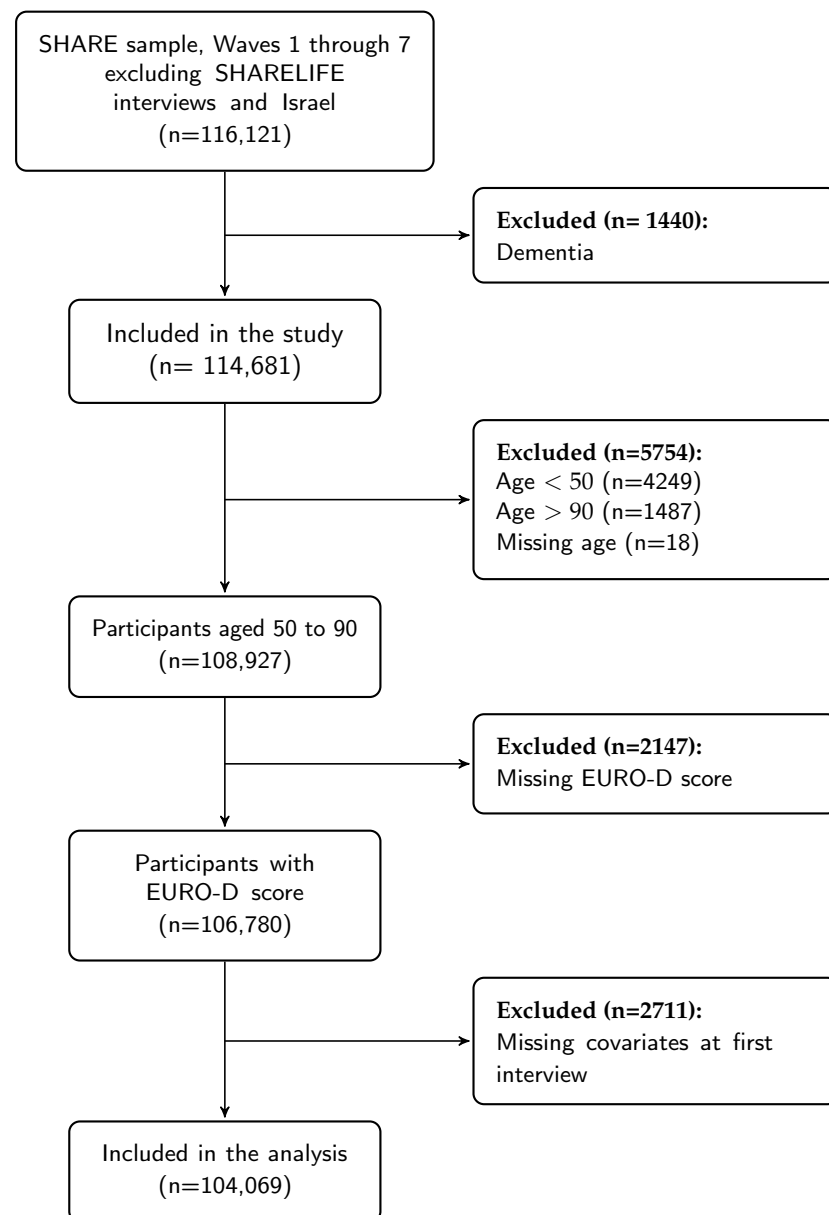 SHARE sample, Waves 1 through 7
excluding SHARELIFE
interviews and Israel
(n=116,121)
Excluded (n= 1440):
Dementia
Included in the study
(n= 114,681)
Excluded (n=5754):
Age < 50 (n=4249)
Age > 90 (n=1487)
Missing age (n=18)
Participants aged 50 to 90
(n=108,927)
Excluded (n=2147):
Missing EURO-D score
Participants with
EURO-D score
(n=106,780)
Excluded (n=2711):
Missing covariates at first
interview
Included in the analysis
(n=104,069)